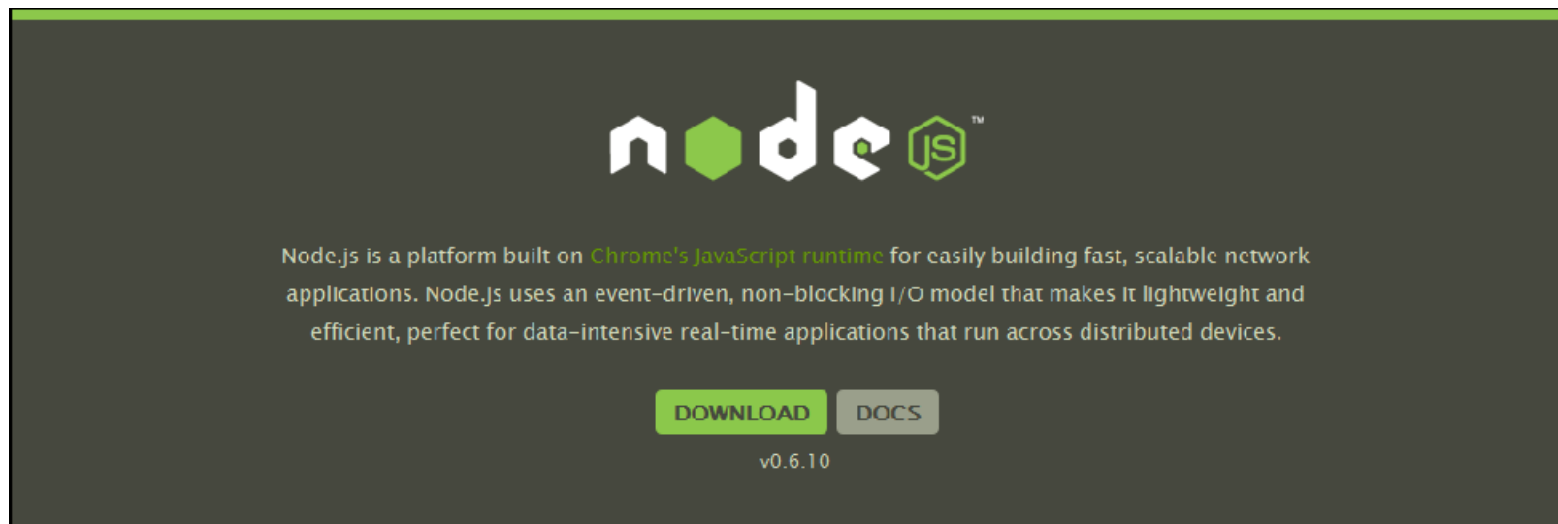 node JS™
Node.js is a platform built on Chrome's JavaScript runtime for easily building fast, scalable network
applications. Node.js uses an event-driven, non-blocking I/O model that makes it lightweight and
efficient, perfect for data-intensive real-time applications that run across distributed devices.
DOWNLOAD DOCS
v0.6.10